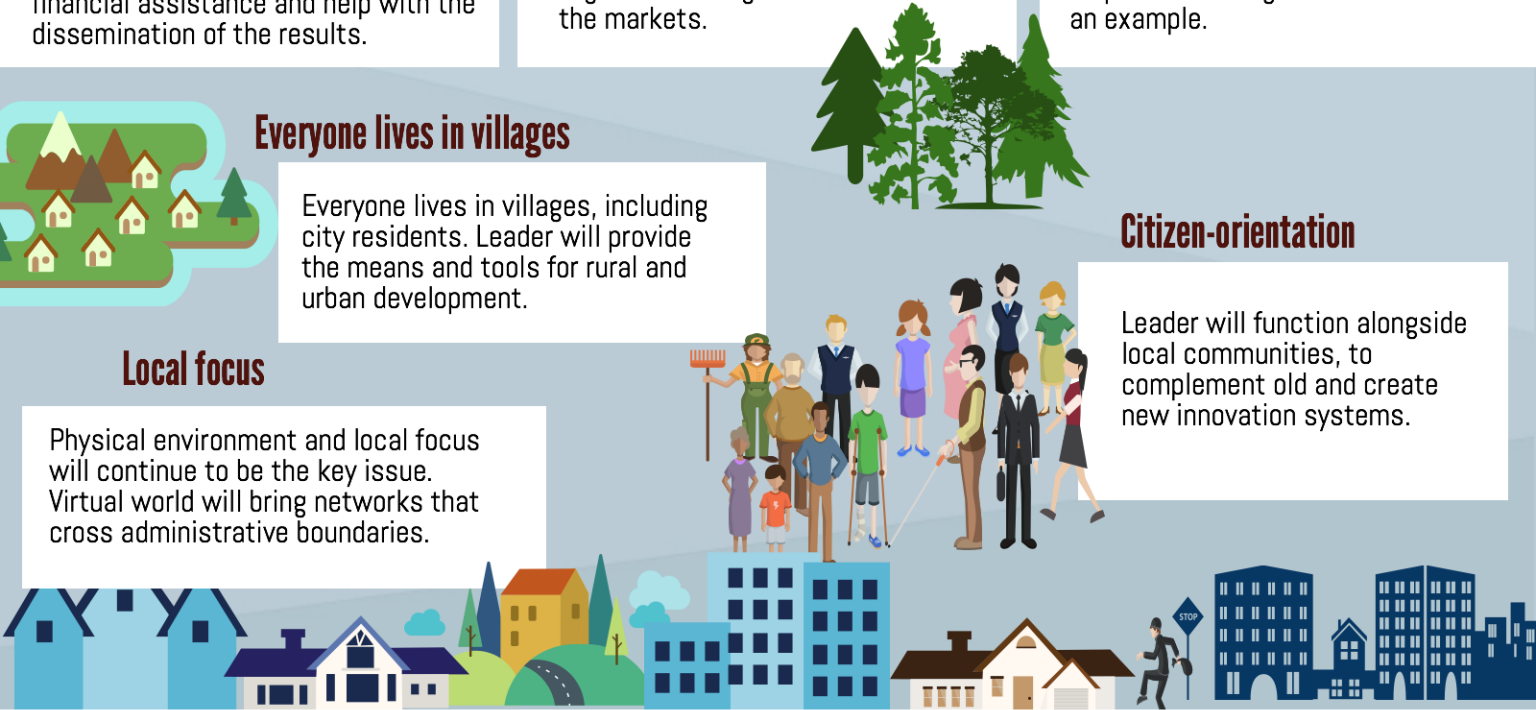 financial assistance and help with the
dissemination of the results.
the markets.
an example.
Everyone lives in villages
Everyone lives in villages, including
city residents. Leader will provide
the means and tools for rural and
urban development.
Citizen-orientation
Leader will function alongside
local communities, to
complement old and create
new innovation systems.
Local focus
Physical environment and local focus
will continue to be the key issue.
Virtual world will bring networks that
cross administrative boundaries.
STOP